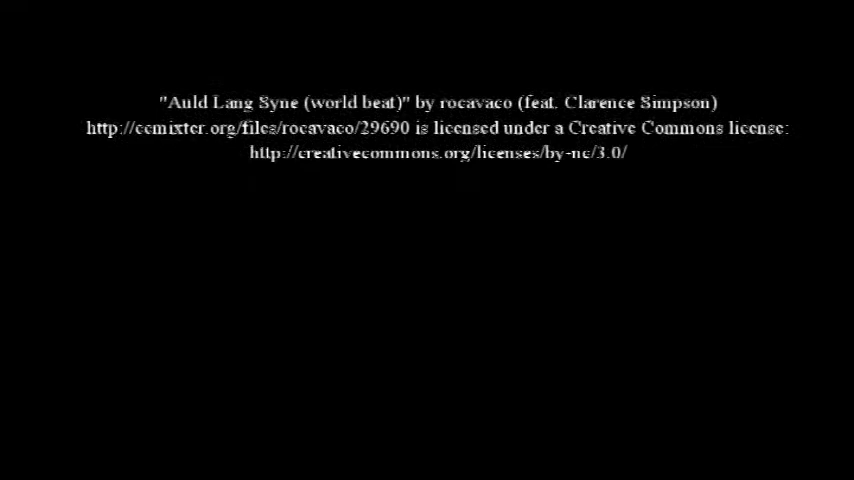 "Auld Lang Syne (world beat)" by rocavaco (feat. Clarence Simpson)
http://ccmixter.org/files/rocavaco/29690 is licensed under a Creative Commons license:
http://creativecommons.org/licenses/by-nc/3.0/